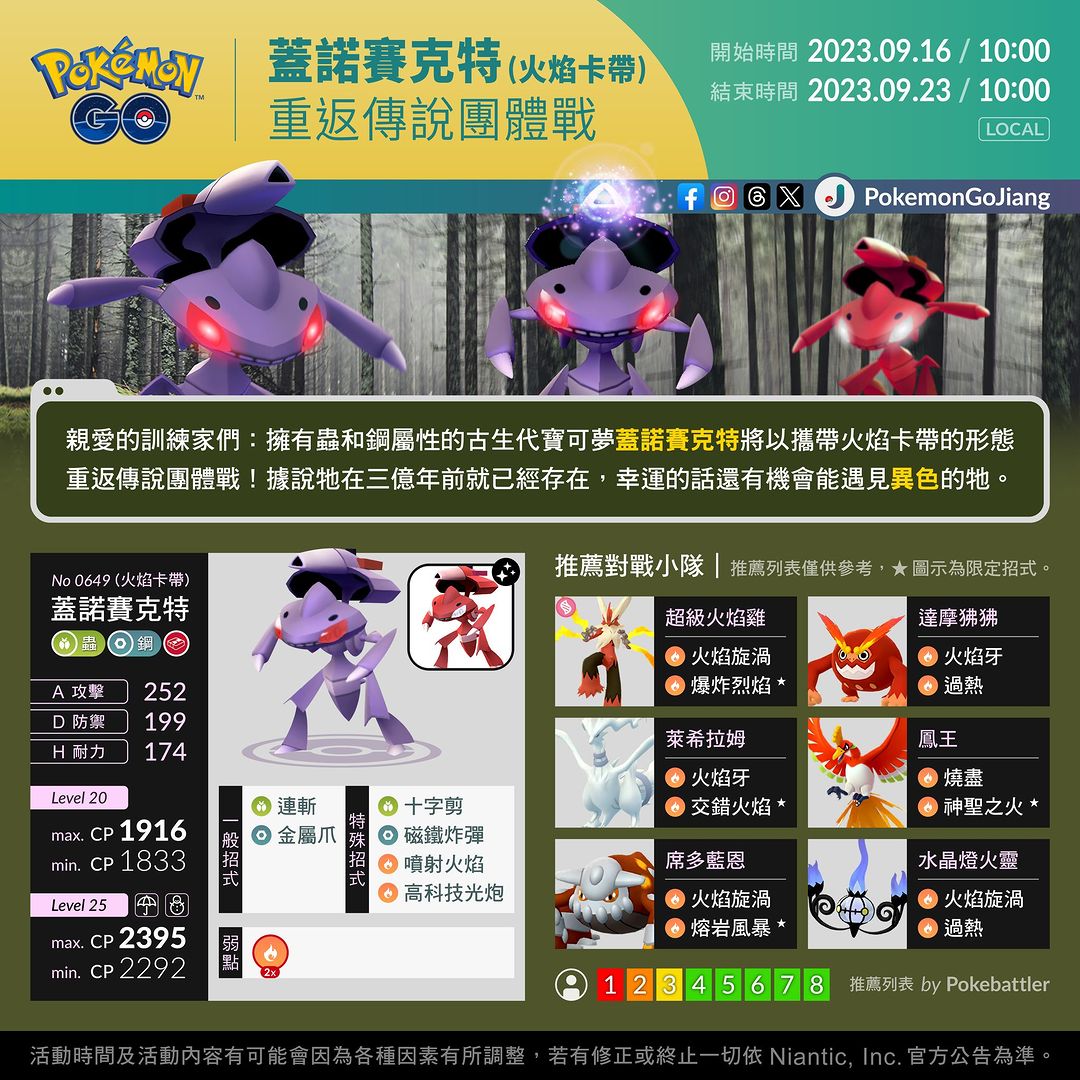 POKÉMON GO™
蓋諾賽克特(火焰卡帶)
重返傳說團體戰
開始時間 2023.09.16 / 10:00
結束時間 2023.09.23 / 10:00
LOCAL
PokemonGoJiang
親愛的訓練家們：擁有蟲和鋼屬性的古生代寶可夢蓋諾賽克特將以攜帶火焰卡帶的形態
重返傳說團體戰！據說牠在三億年前就已經存在，幸運的話還有機會能遇見異色的牠。
No 0649 (火焰卡帶)
蓋諾賽克特
蟲 鋼
A 攻擊 252
D 防禦 199
H 耐力 174
Level 20
max. CP 1916
min. CP 1833
Level 25
max. CP 2395
min. CP 2292
一般招式
連斬
金屬爪
特殊招式
十字剪
磁鐵炸彈
噴射火焰
高科技光炮
弱點
2x
推薦對戰小隊 | 推薦列表僅供參考，★圖示為限定招式。
超級火焰雞
火焰旋渦
爆炸烈焰★
達摩狒狒
火焰牙
過熱
萊希拉姆
火焰牙
交錯火焰★
鳳王
燒盡
神聖之火★
席多藍恩
火焰旋渦
熔岩風暴★
水晶燈火靈
火焰旋渦
過熱
1 2 3 4 5 6 7 8
推薦列表 by Pokebattler
活動時間及活動內容有可能會因為各種因素有所調整，若有修正或終止一切依 Niantic, Inc. 官方公告為準。